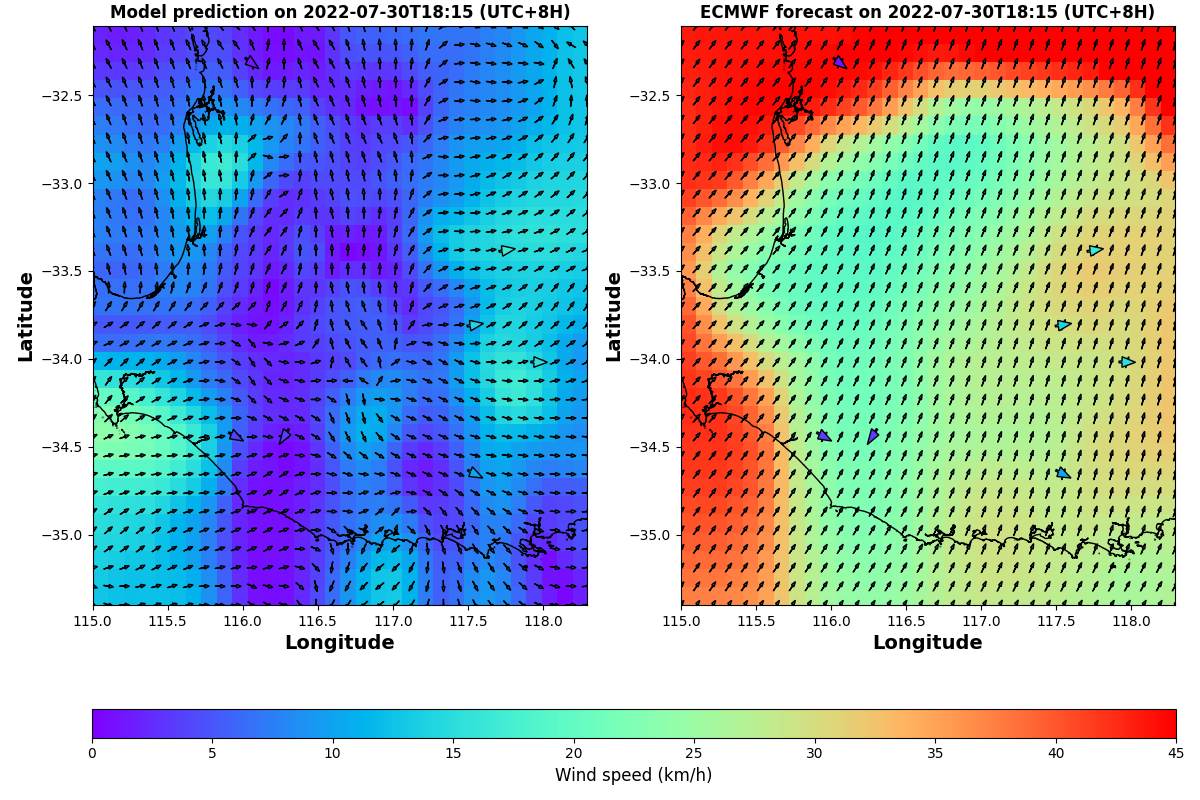 Model prediction on 2022-07-30T18:15 (UTC+8H)
ECMWF forecast on 2022-07-30T18:15 (UTC+8H)
Latitude
−32.5
−33.0
−33.5
−34.0
−34.5
−35.0
115.0 115.5 116.0 116.5 117.0 117.5 118.0
Longitude
Latitude
−32.5
−33.0
−33.5
−34.0
−34.5
−35.0
115.0 115.5 116.0 116.5 117.0 117.5 118.0
Longitude
0 5 10 15 20 25 30 35 40 45
Wind speed (km/h)